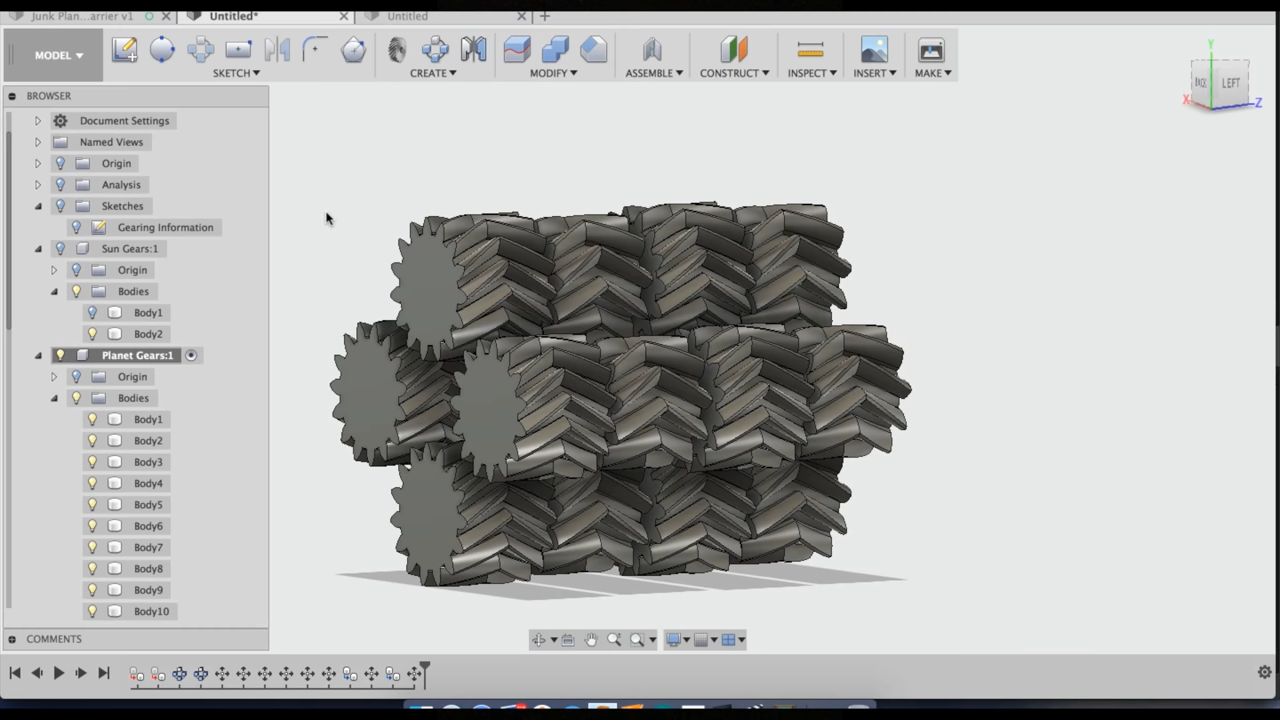 Junk Plan...arrier v1
Untitled*
Untitled
MODEL
SKETCH
CREATE
MODIFY
ASSEMBLE
CONSTRUCT
INSPECT
INSERT
MAKE
Y
BACK
LEFT
X
Z
BROWSER
Document Settings
Named Views
Origin
Analysis
Sketches
Gearing Information
Sun Gears:1
Origin
Bodies
Body1
Body2
Planet Gears:1
Origin
Bodies
Body1
Body2
Body3
Body4
Body5
Body6
Body7
Body8
Body9
Body10
COMMENTS